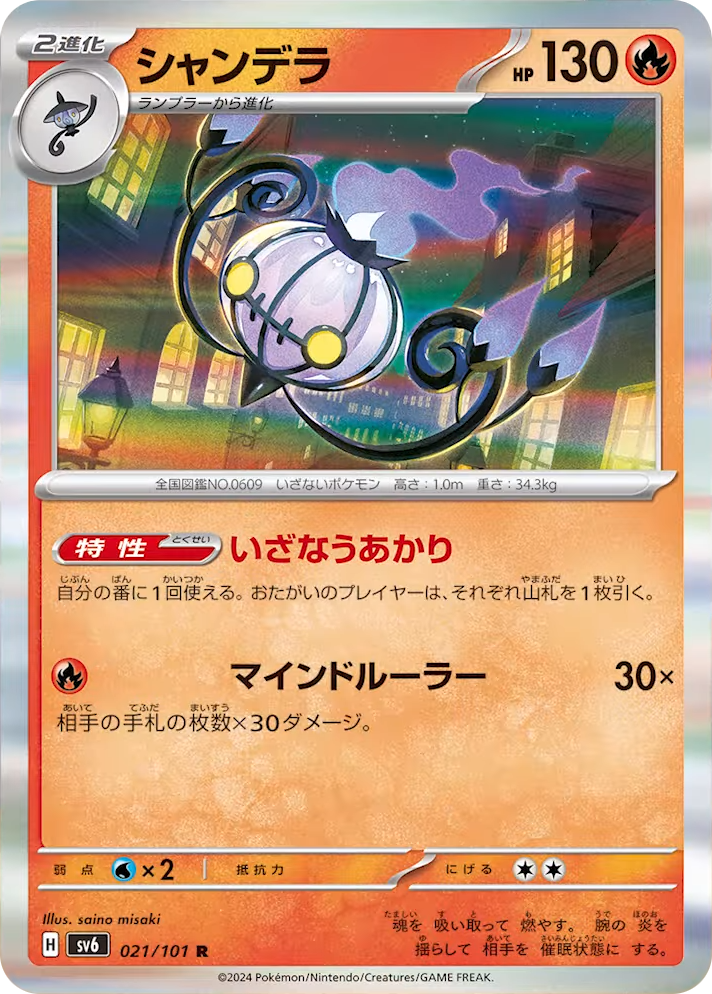 2進化
シャンデラ
HP 130
ランプラーから進化
全国図鑑NO.0609 いざないポケモン 高さ：1.0m 重さ：34.3kg
特性 とくせい いざなうあかり
じぶん ばん かいつか やまふだ まいひ
自分の番に1回使える。おたがいのプレイヤーは、それぞれ山札を1枚引く。
マインドルーラー 30×
あいて てふだ まいすう
相手の手札の枚数×30ダメージ。
弱点 ×2 抵抗力 にげる
Illus. saino misaki
たましい す と も うで ほのお
魂を 吸い取って 燃やす。 腕の 炎を
ゆ あいて さいみんじょうたい
揺らして 相手を 催眠状態に する。
H sv6 021/101 R
©2024 Pokémon/Nintendo/Creatures/GAME FREAK.